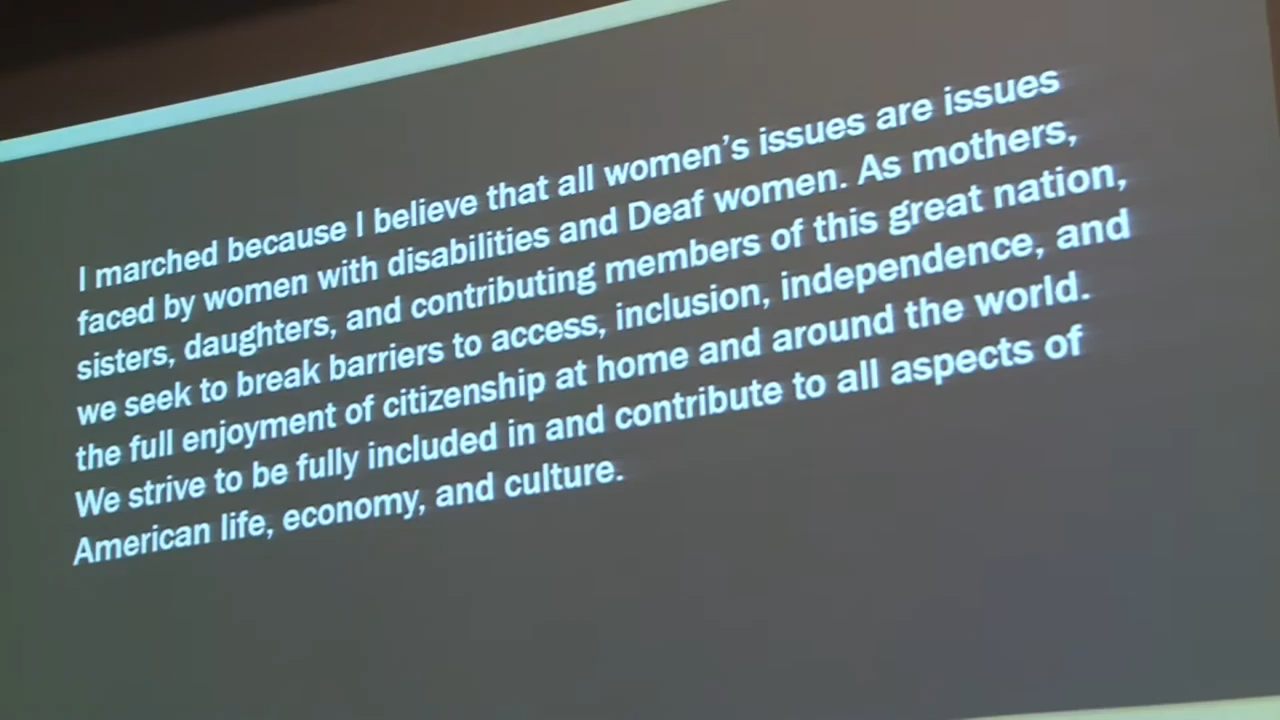 I marched because I believe that all women's issues are issues
faced by women with disabilities and Deaf women. As mothers,
sisters, daughters, and contributing members of this great nation,
we seek to break barriers to access, inclusion, independence, and
the full enjoyment of citizenship at home and around the world.
We strive to be fully included in and contribute to all aspects of
American life, economy, and culture.